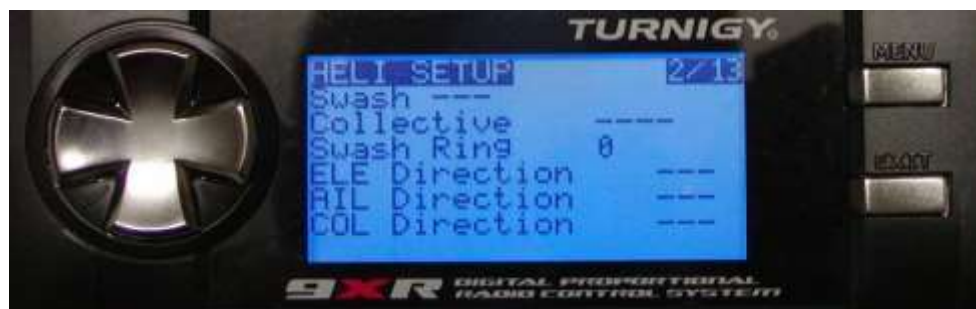 TURNIGY®
MENU
HELI SETUP 2/13
Swash ---
Collective ----
Swash Ring 0
EXIT
ELE Direction ---
AIL Direction ---
COL Direction ---
9XR DIGITAL PROPORTIONAL
RADIO CONTROL SYSTEM